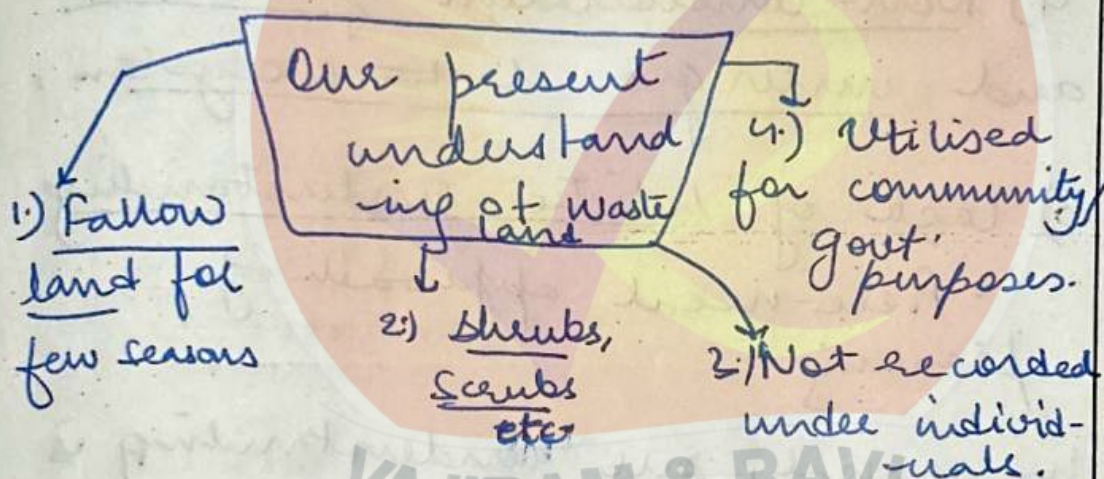 Our present
understand
-ing of waste
land
1.) Fallow
land for
few seasons
2.) Shrubs,
Scrubs
etc
3.) Not recorded
under individ-
-uals.
4.) Utilised
for community/
govt.
purposes.
& RAVI